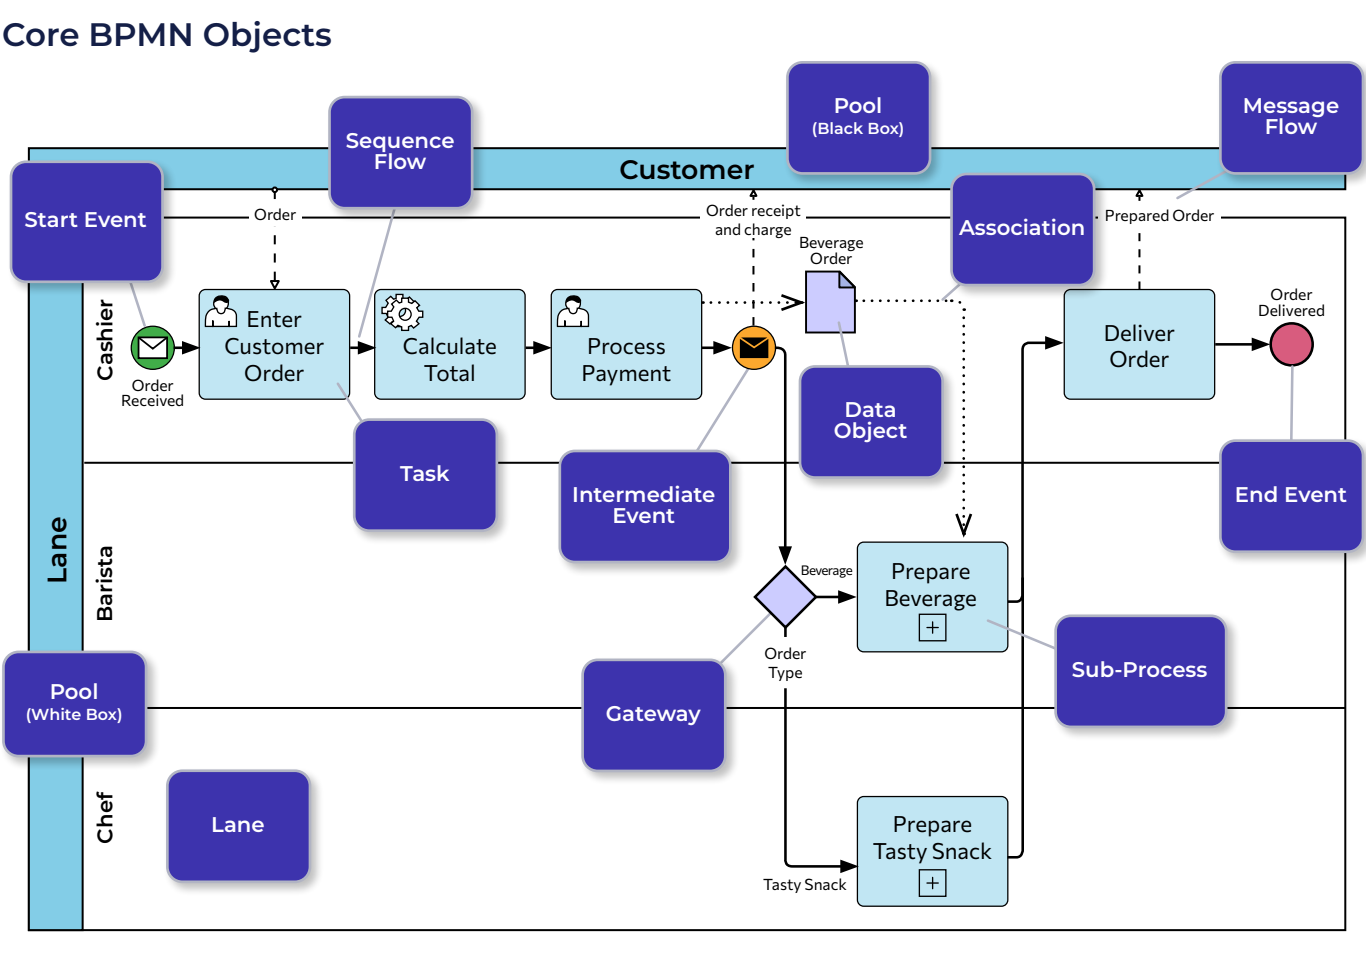 Core BPMN Objects
Pool
(Black Box)
Message
Flow
Sequence
Flow
Customer
Start Event
Order
Order receipt
and charge
Association
Prepared Order
Beverage
Order
Cashier
Order
Received
Enter
Customer
Order
Calculate
Total
Process
Payment
Deliver
Order
Order
Delivered
Data
Object
Task
Intermediate
Event
End Event
Lane
Barista
Beverage
Prepare
Beverage
Order
Type
Sub-Process
Pool
(White Box)
Gateway
Chef
Lane
Prepare
Tasty Snack
Tasty Snack